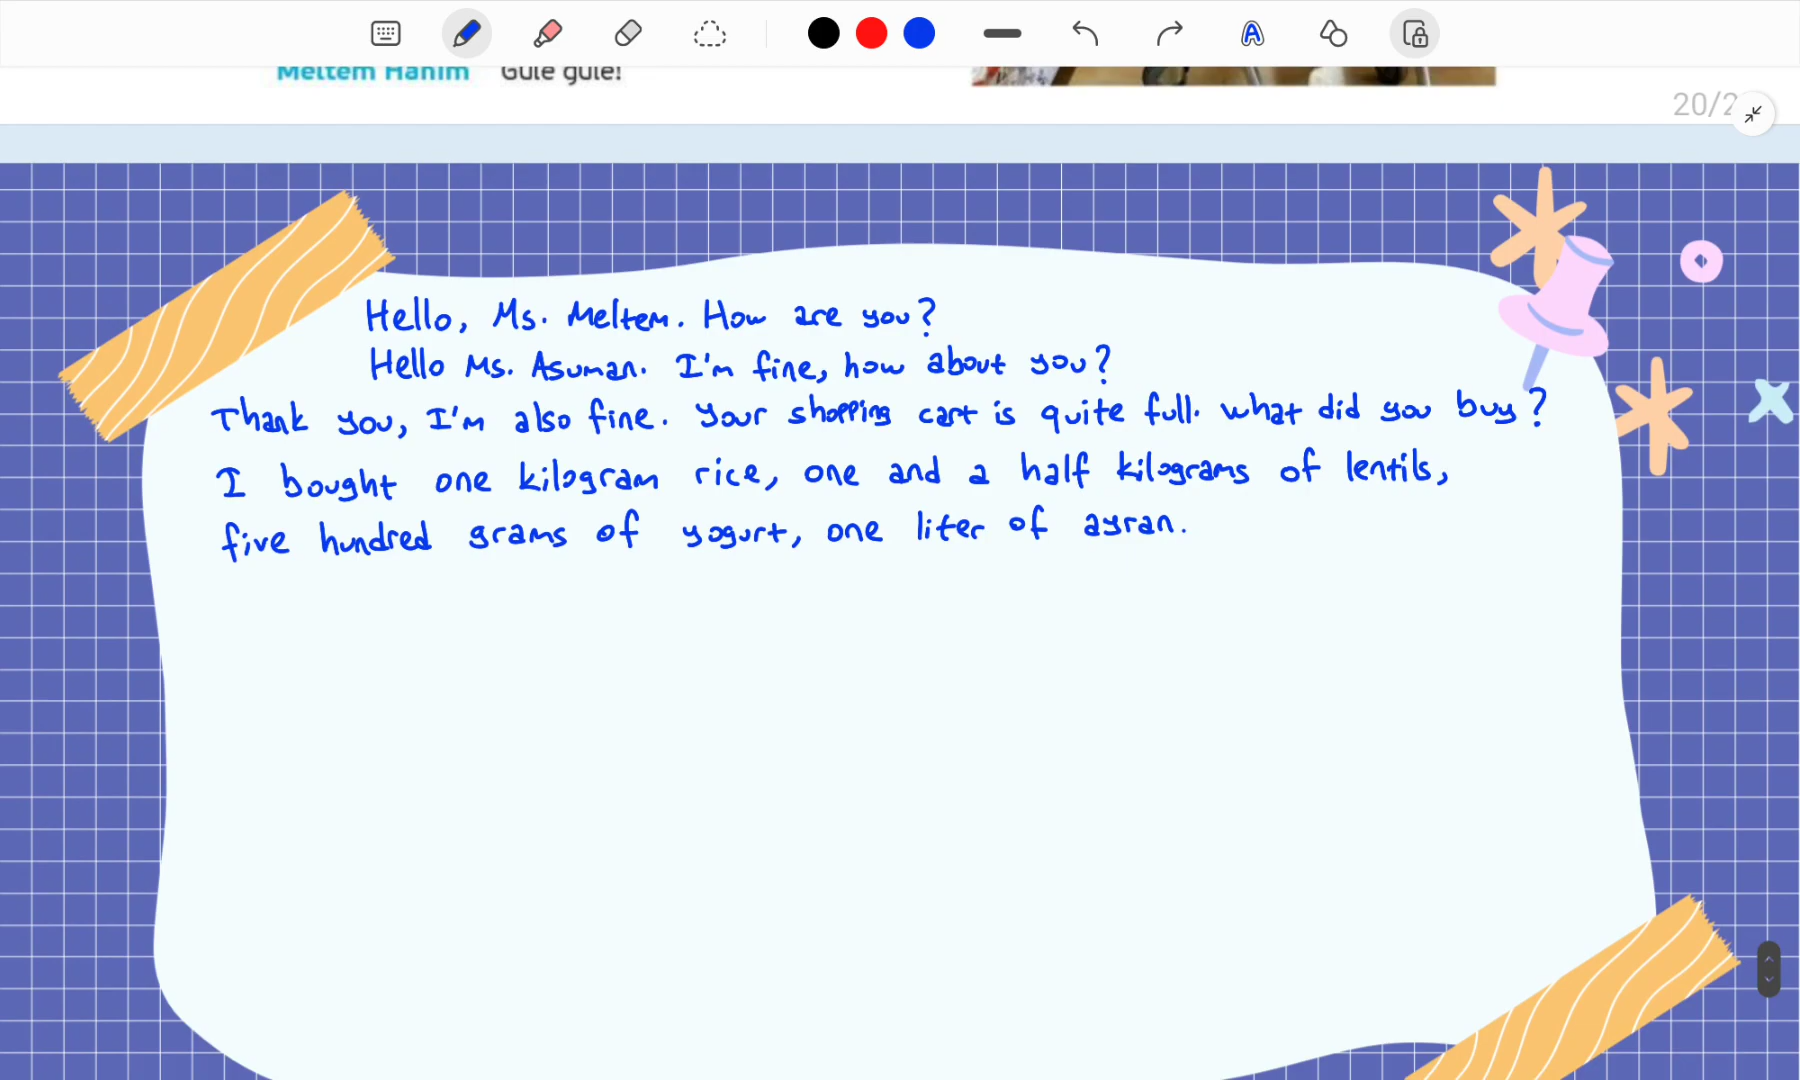 Meltem Hanım Güle güle!
20/2
Hello, Ms. Meltem. How are you?
Hello Ms. Asuman. I'm fine, how about you?
Thank you, I'm also fine. Your shopping cart is quite full. What did you buy?
I bought one kilogram rice, one and a half kilograms of lentils,
five hundred grams of yogurt, one liter of ayran.